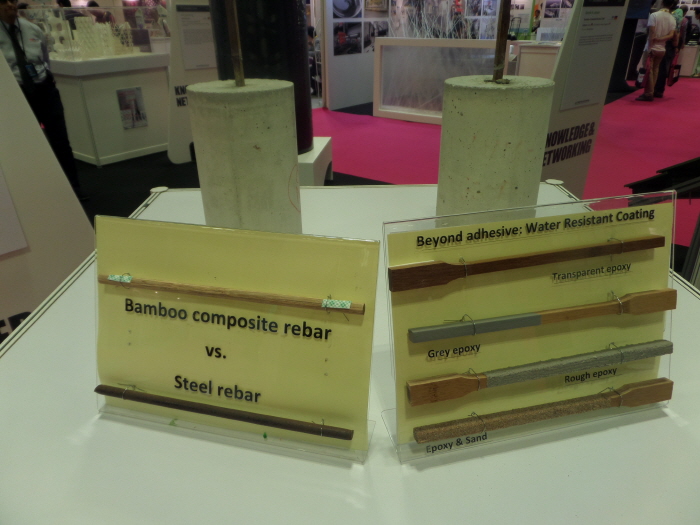 Bamboo composite rebar
vs.
Steel rebar
Beyond adhesive: Water Resistant Coating
Transparent epoxy
Grey epoxy
Rough epoxy
Epoxy & Sand
KNOWLEDGE &
NETWORKING